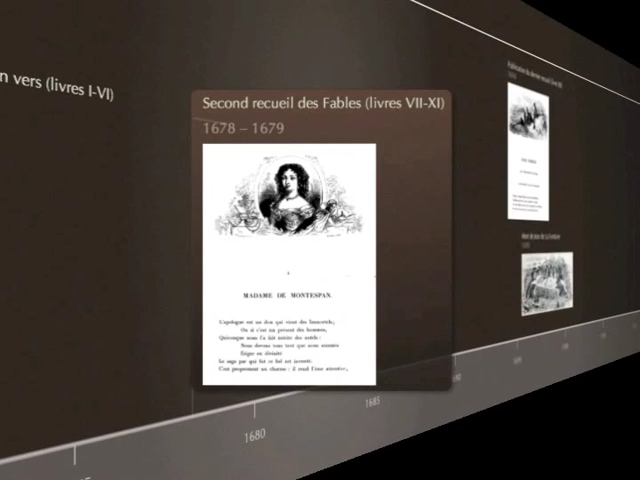 n vers (livres I-VI)
Second recueil des Fables (livres VII-XI)
1678 – 1679
A
MADAME DE MONTESPAN.
L'apologue est un don qui vient des Immortels;
Ou si c'est un présent des hommes,
Quiconque nous l'a fait mérite des autels:
Nous devons tous tant que nous sommes
Ériger en divinité
Le sage par qui fut ce bel art inventé.
C'est proprement un charme: il rend l'âme attentive,
1680
1685